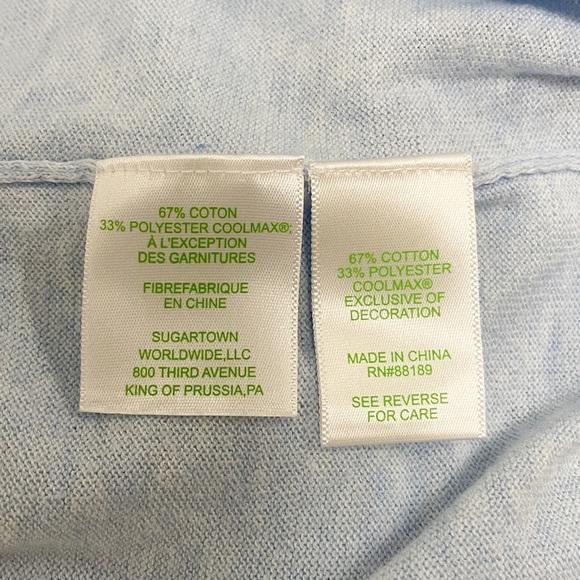 67% COTON
33% POLYESTER COOLMAX®;
À L'EXCEPTION
DES GARNITURES
FIBREFABRIQUE
EN CHINE
SUGARTOWN
WORLDWIDE,LLC
800 THIRD AVENUE
KING OF PRUSSIA,PA
67% COTTON
33% POLYESTER
COOLMAX®
EXCLUSIVE OF
DECORATION
MADE IN CHINA
RN#88189
SEE REVERSE
FOR CARE